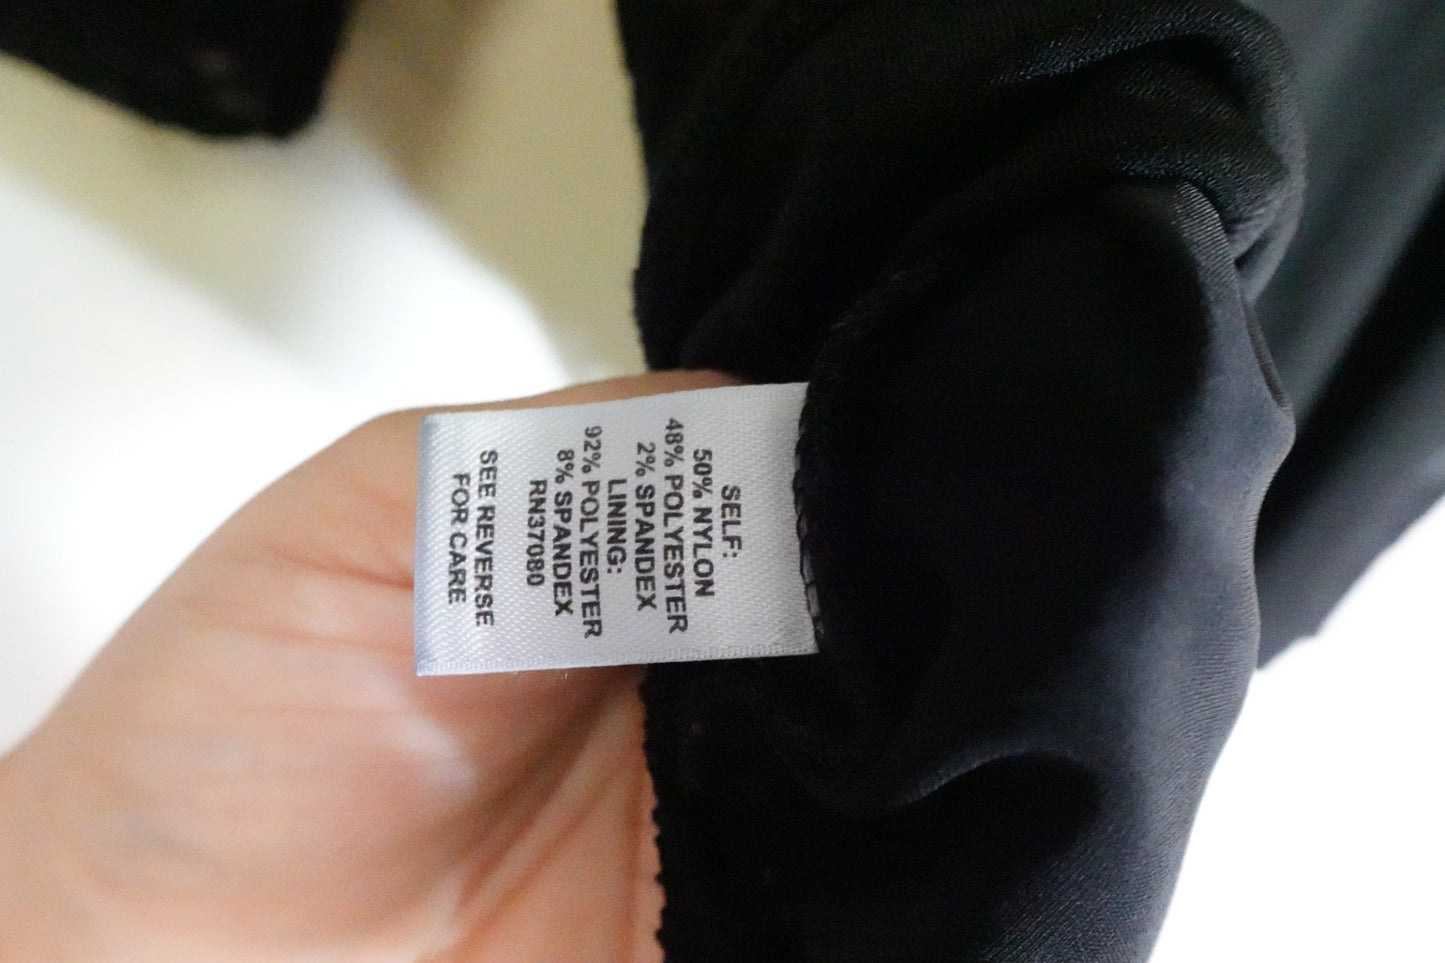 SELF:
50% NYLON
48% POLYESTER
2% SPANDEX
LINING:
92% POLYESTER
8% SPANDEX
RN37080
SEE REVERSE
FOR CARE